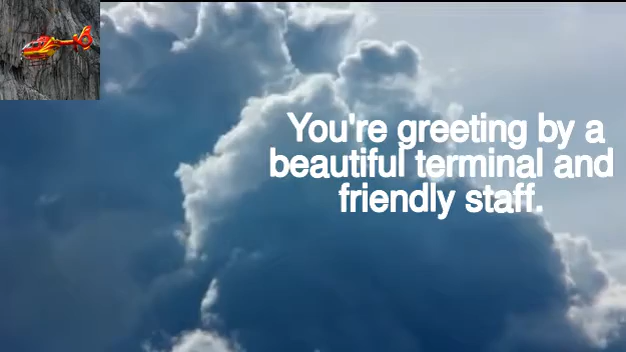 You're greeting by a
beautiful terminal and
friendly staff.